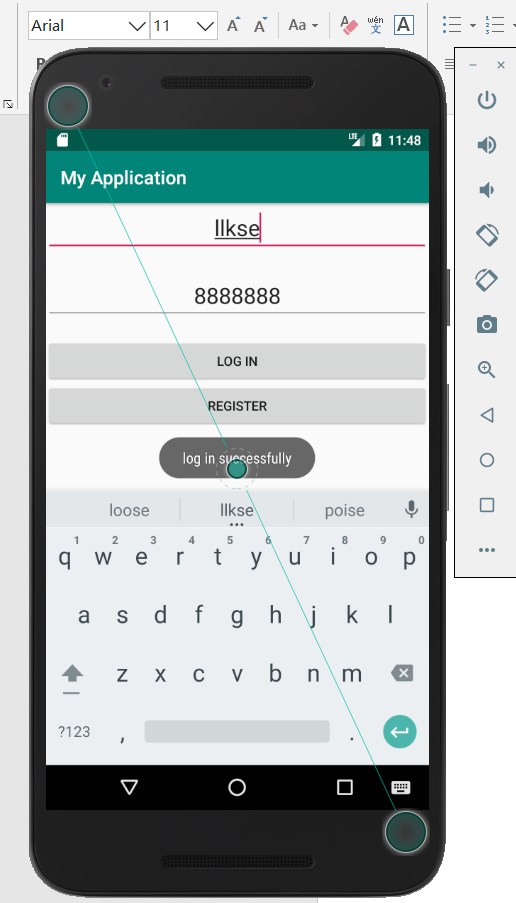 Arial 11 A A Aa A wén 文 A
LTE 11:48
My Application
llkse
8888888
LOG IN
REGISTER
log in successfully
loose llkse poise
1 2 3 4 5 6 7 8 9 0
q w e r t y u i o p
a s d f g h j k l
z x c v b n m
?123 , .